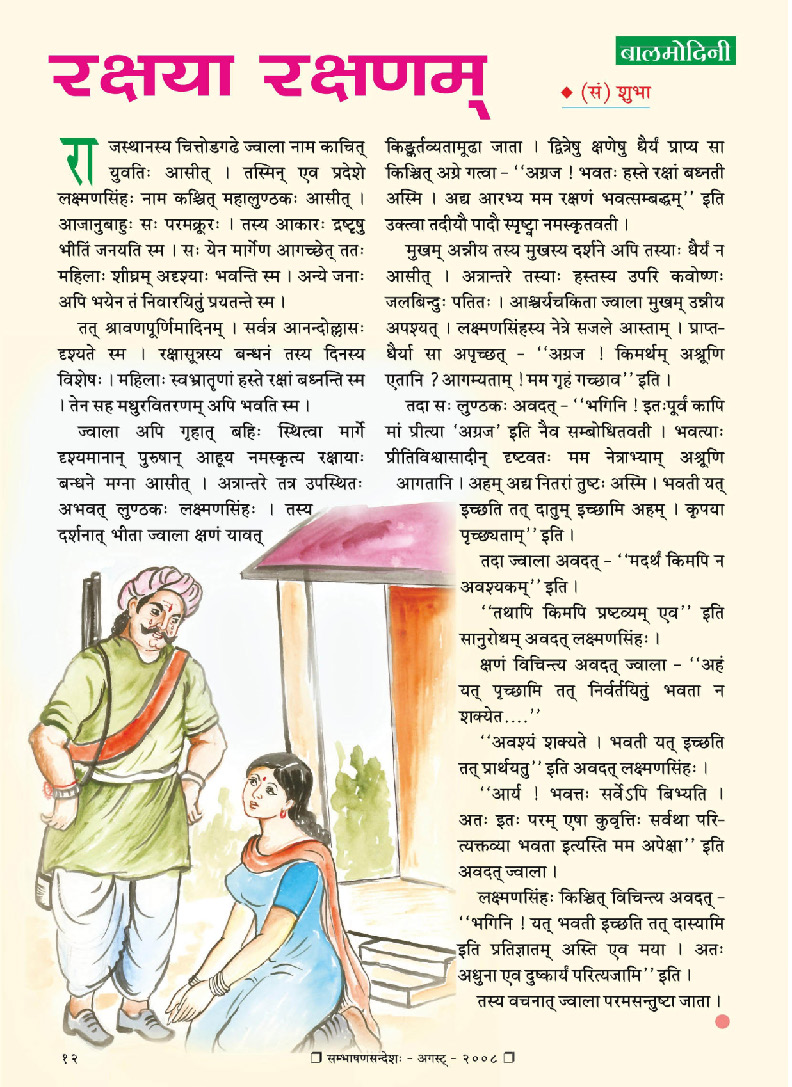 बालमोदिनी
रक्षया रक्षणम्
♦ (सं) शुभा
राजस्थानस्य चित्तोडगढे ज्वाला नाम काचित्
युवतिः आसीत् । तस्मिन् एव प्रदेशे
लक्ष्मणसिंहः नाम कश्चित् महालुण्ठकः आसीत् ।
आजानुबाहुः सः परमक्रूरः । तस्य आकारः द्रष्टृषु
भीतिं जनयति स्म । सः येन मार्गेण आगच्छेत् ततः
महिलाः शीघ्रम् अदृश्याः भवन्ति स्म । अन्ये जनाः
अपि भयेन तं निवारयितुं प्रयतन्ते स्म ।
तत् श्रावणपूर्णिमादिनम् । सर्वत्र आनन्दोल्लासः
दृश्यते स्म । रक्षासूत्रस्य बन्धनं तस्य दिनस्य
विशेषः । महिलाः स्वभ्रातॄणां हस्ते रक्षां बध्नन्ति स्म
। तेन सह मधुरवितरणम् अपि भवति स्म ।
ज्वाला अपि गृहात् बहिः स्थित्वा मार्गे
दृश्यमानान् पुरुषान् आहूय नमस्कृत्य रक्षायाः
बन्धने मग्ना आसीत् । अत्रान्तरे तत्र उपस्थितः
अभवत् लुण्ठकः लक्ष्मणसिंहः । तस्य
दर्शनात् भीता ज्वाला क्षणं यावत्
किङ्कर्तव्यतामूढा जाता । द्वित्रेषु क्षणेषु धैर्यं प्राप्य सा
किञ्चित् अग्रे गत्वा - ‘‘अग्रज ! भवतः हस्ते रक्षां बध्नती
अस्मि । अद्य आरभ्य मम रक्षणं भवत्सम्बद्धम्’’ इति
उक्त्वा तदीयौ पादौ स्पृष्ट्वा नमस्कृतवती ।
मुखम् अन्नीय तस्य मुखस्य दर्शने अपि तस्याः धैर्यं न
आसीत् । अत्रान्तरे तस्याः हस्तस्य उपरि कवोष्णः
जलबिन्दुः पतितः । आश्चर्यचकिता ज्वाला मुखम् उन्नीय
अपश्यत् । लक्ष्मणसिंहस्य नेत्रे सजले आस्ताम् । प्राप्त-
धैर्या सा अपृच्छत् - ‘‘अग्रज ! किमर्थम् अश्रूणि
एतानि ? आगम्यताम् ! मम गृहं गच्छाव’’ इति ।
तदा सः लुण्ठकः अवदत् - ‘‘भगिनि ! इतःपूर्वं कापि
मां प्रीत्या ‘अग्रज’ इति नैव सम्बोधितवती । भवत्याः
प्रीतिविश्वासादीन् दृष्टवतः मम नेत्राभ्याम् अश्रूणि
आगतानि । अहम् अद्य नितरां तुष्टः अस्मि । भवती यत्
इच्छति तत् दातुम् इच्छामि अहम् । कृपया
पृच्छ्यताम्’’ इति ।
तदा ज्वाला अवदत् - ‘‘मदर्थं किमपि न
अवश्यकम्’’ इति ।
‘‘तथापि किमपि प्रष्टव्यम् एव’’ इति
सानुरोधम् अवदत् लक्ष्मणसिंहः ।
क्षणं विचिन्त्य अवदत् ज्वाला - ‘‘अहं
यत् पृच्छामि तत् निर्वर्तयितुं भवता न
शक्येत....’’
‘‘अवश्यं शक्यते । भवती यत् इच्छति
तत् प्रार्थयतु’’ इति अवदत् लक्ष्मणसिंहः ।
‘‘आर्य ! भवत्तः सर्वेऽपि बिभ्यति ।
अतः इतः परम् एषा कुवृत्तिः सर्वथा परि-
त्यक्तव्या भवता इत्यस्ति मम अपेक्षा’’ इति
अवदत् ज्वाला ।
लक्ष्मणसिंहः किञ्चित् विचिन्त्य अवदत् -
‘‘भगिनि ! यत् भवती इच्छति तत् दास्यामि
इति प्रतिज्ञातम् अस्ति एव मया । अतः
अधुना एव दुष्कार्यं परित्यजामि’’ इति ।
तस्य वचनात् ज्वाला परमसन्तुष्टा जाता ।
१२
❐ सम्भाषणसन्देशः - अगस्ट् - २००८ ❐